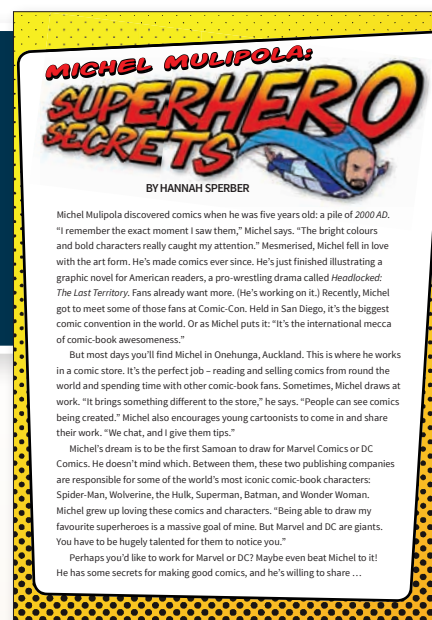 MICHEL MULIPOLA:
SUPERHERO
SECRETS
BY HANNAH SPERBER
Michel Mulipola discovered comics when he was five years old: a pile of 2000 AD.
“I remember the exact moment I saw them,” Michel says. “The bright colours
and bold characters really caught my attention.” Mesmerised, Michel fell in love
with the art form. He’s made comics ever since. He’s just finished illustrating a
graphic novel for American readers, a pro-wrestling drama called Headlocked:
The Last Territory. Fans already want more. (He’s working on it.) Recently, Michel
got to meet some of those fans at Comic-Con. Held in San Diego, it’s the biggest
comic convention in the world. Or as Michel puts it: “It’s the international mecca
of comic-book awesomeness.”
But most days you’ll find Michel in Onehunga, Auckland. This is where he works
in a comic store. It’s the perfect job – reading and selling comics from round the
world and spending time with other comic-book fans. Sometimes, Michel draws at
work. “It brings something different to the store,” he says. “People can see comics
being created.” Michel also encourages young cartoonists to come in and share
their work. “We chat, and I give them tips.”
Michel’s dream is to be the first Samoan to draw for Marvel Comics or DC
Comics. He doesn’t mind which. Between them, these two publishing companies
are responsible for some of the world’s most iconic comic-book characters:
Spider-Man, Wolverine, the Hulk, Superman, Batman, and Wonder Woman.
Michel grew up loving these comics and characters. “Being able to draw my
favourite superheroes is a massive goal of mine. But Marvel and DC are giants.
You have to be hugely talented for them to notice you.”
Perhaps you’d like to work for Marvel or DC? Maybe even beat Michel to it!
He has some secrets for making good comics, and he’s willing to share …